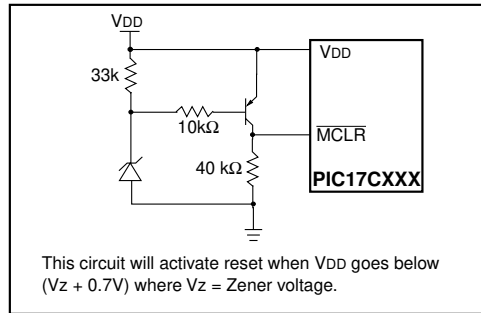 VDD
VDD
33k
10kΩ
MCLR
40 kΩ
PIC17CXXX
This circuit will activate reset when VDD goes below
(Vz + 0.7V) where Vz = Zener voltage.